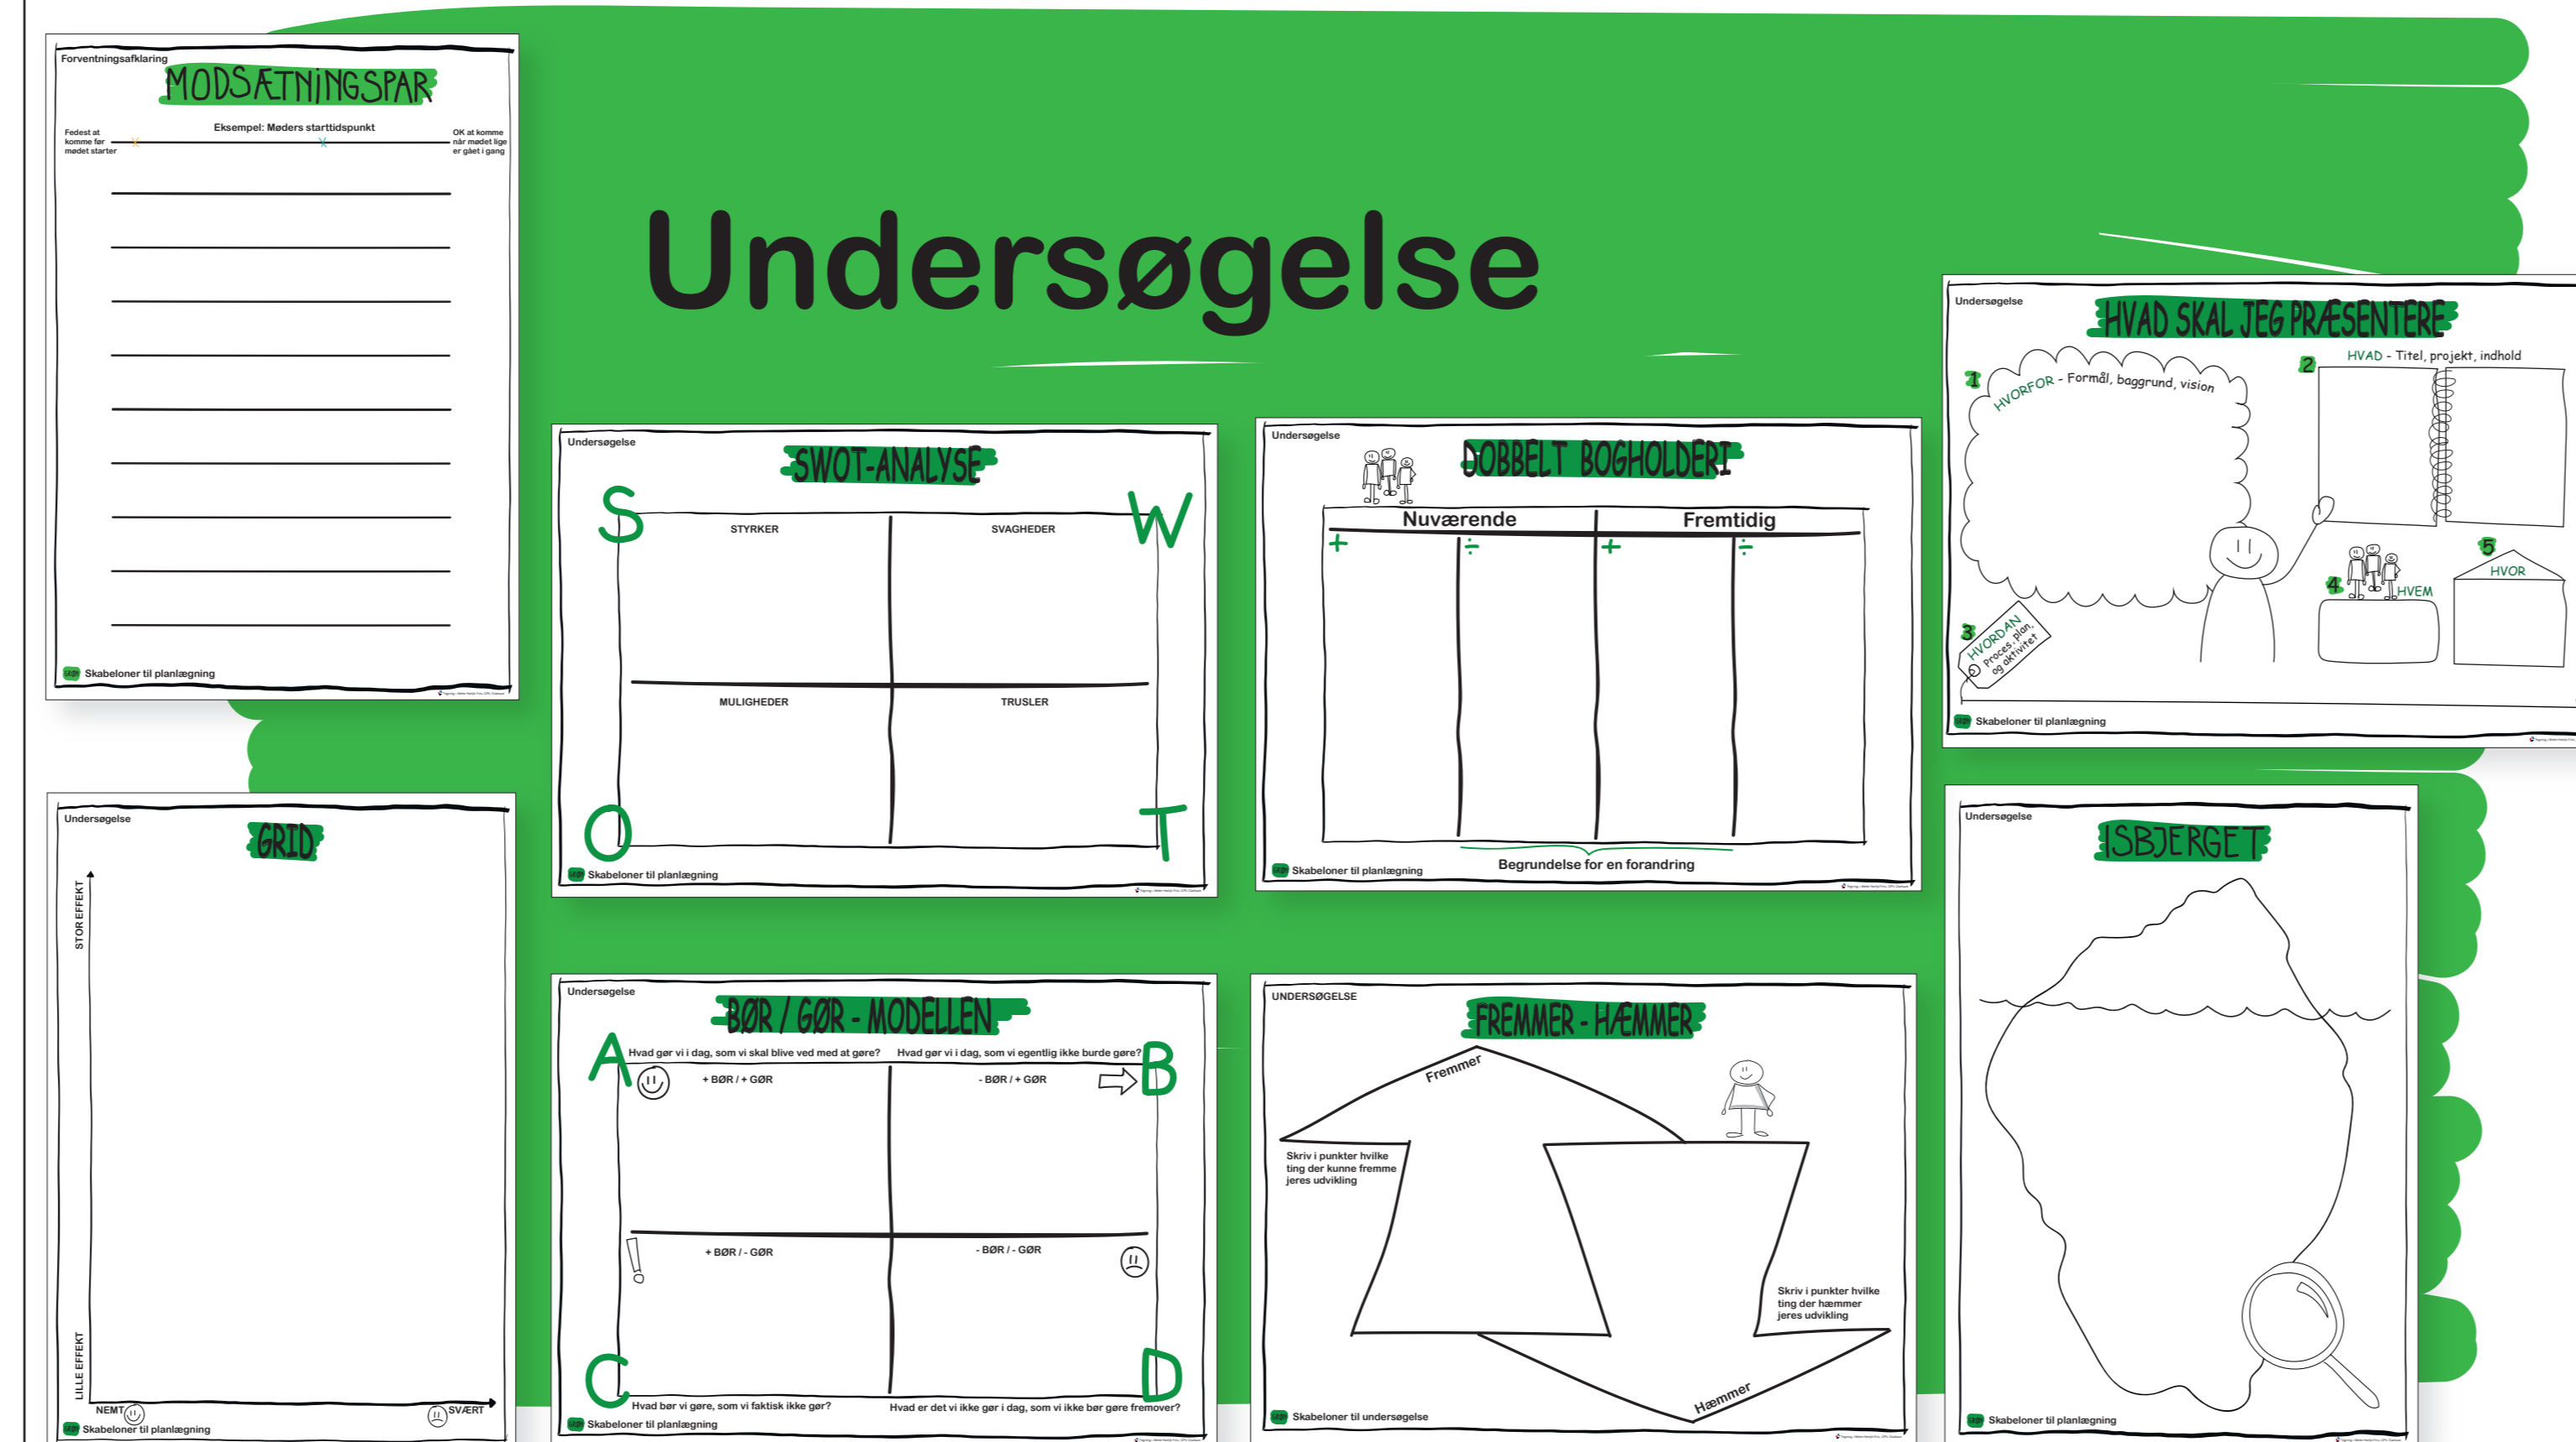 Undersøgelse
Forventningsafklaring
MODSÆTNiNGSPAR
Eksempel: Møders starttidspunkt
Fedest at
komme før
mødet starter
OK at komme
når mødet lige
er gået i gang
Skabeloner til planlægning
Undersøgelse
SWOT-ANALYSE
S
W
STYRKER
SVAGHEDER
MULIGHEDER
TRUSLER
O
T
Skabeloner til planlægning
Undersøgelse
DOBBELT BOGHOLDERI
Nuværende
Fremtidig
+ ÷ + ÷
Begrundelse for en forandring
Skabeloner til planlægning
Undersøgelse
HVAD SKAL JEG PRÆSENTERE
1
HVORFOR - Formål, baggrund, vision
2
HVAD - Titel, projekt, indhold
3
HVORDAN
Proces, plan,
og aktivitet
4
HVEM
5
HVOR
Skabeloner til planlægning
Undersøgelse
GRID
STOR EFFEKT
LILLE EFFEKT
NEMT
SVÆRT
Skabeloner til planlægning
Undersøgelse
BØR / GØR - MODELLEN
A
Hvad gør vi i dag, som vi skal blive ved med at gøre?
Hvad gør vi i dag, som vi egentlig ikke burde gøre?
B
+ BØR / + GØR
- BØR / + GØR
+ BØR / - GØR
- BØR / - GØR
!
C
D
Hvad bør vi gøre, som vi faktisk ikke gør?
Hvad er det vi ikke gør i dag, som vi ikke bør gøre fremover?
Skabeloner til planlægning
UNDERSØGELSE
FREMMER - HÆMMER
Fremmer
Skriv i punkter hvilke
ting der kunne fremme
jeres udvikling
Skriv i punkter hvilke
ting der hæmmer
jeres udvikling
Hæmmer
Skabeloner til undersøgelse
Undersøgelse
ISBJERGET
Skabeloner til planlægning